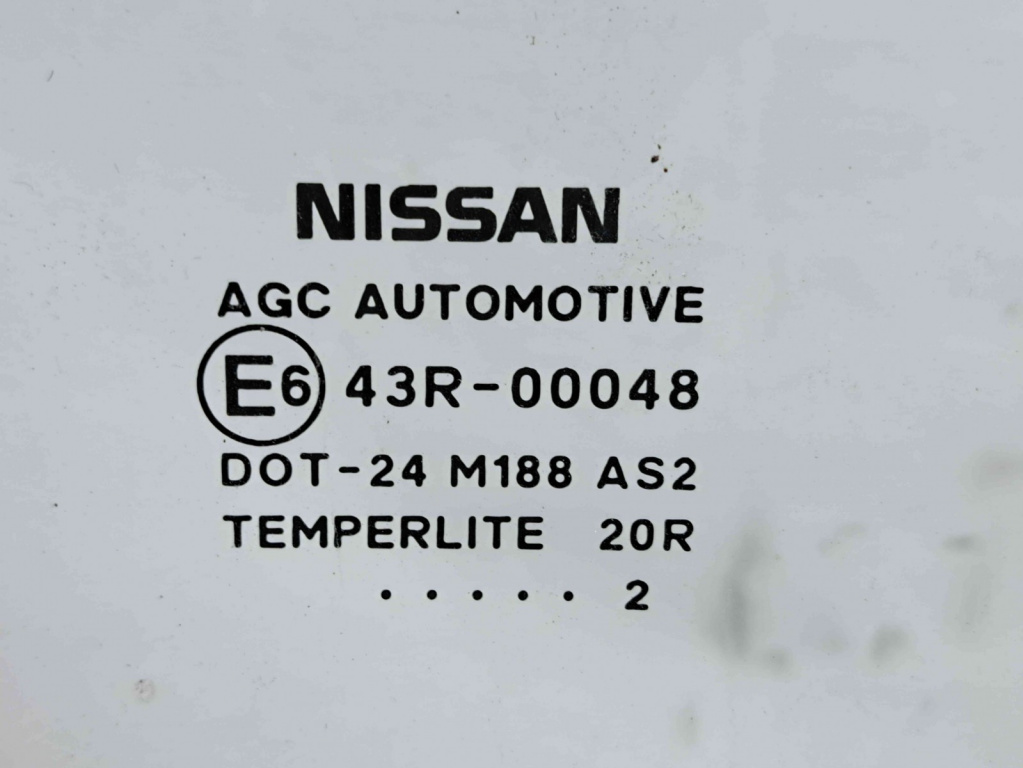 NISSAN
AGC AUTOMOTIVE
E6 43R-00048
DOT-24 M188 AS2
TEMPERLITE 20R
. . . . . 2